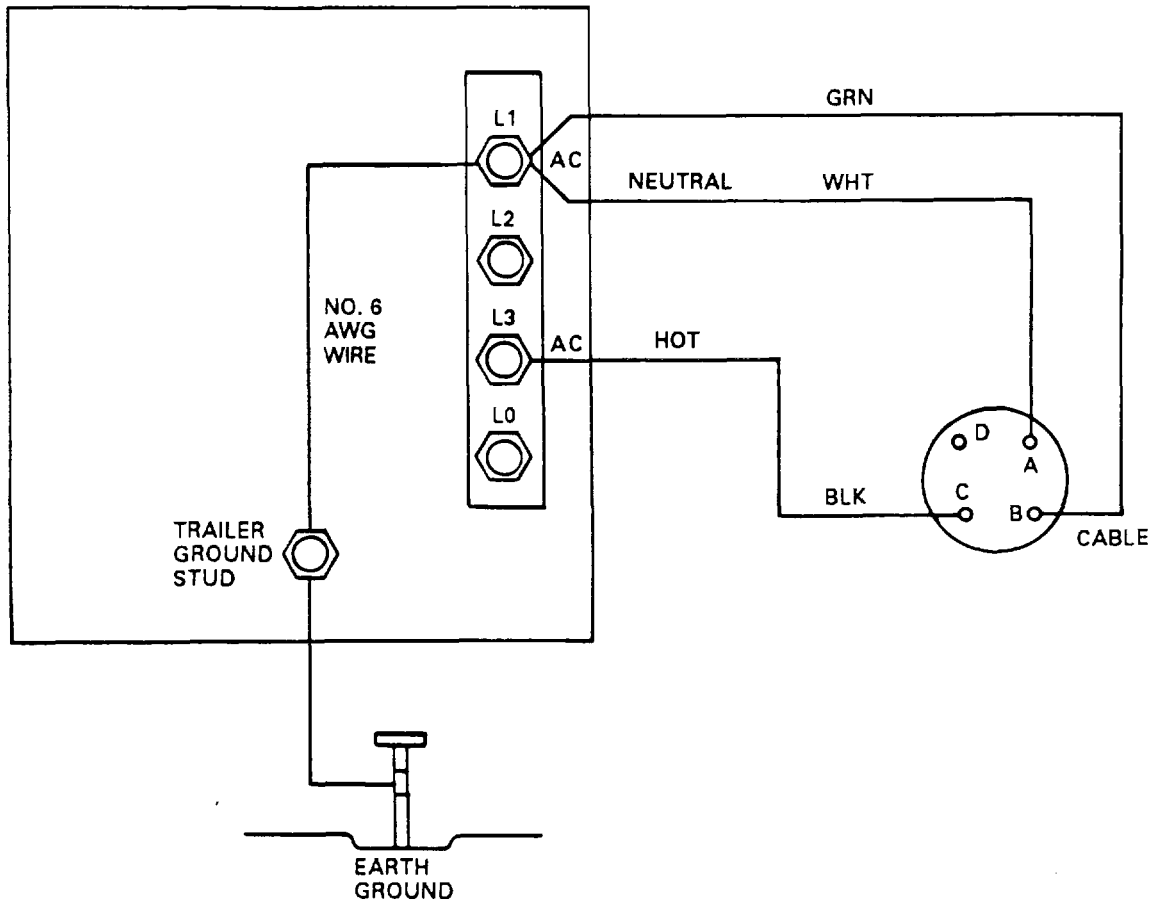 GRN
L1
AC
NEUTRAL
WHT
L2
NO. 6
AWG
WIRE
L3
AC
HOT
L0
D
A
BLK
C
B
CABLE
TRAILER
GROUND
STUD
EARTH
GROUND